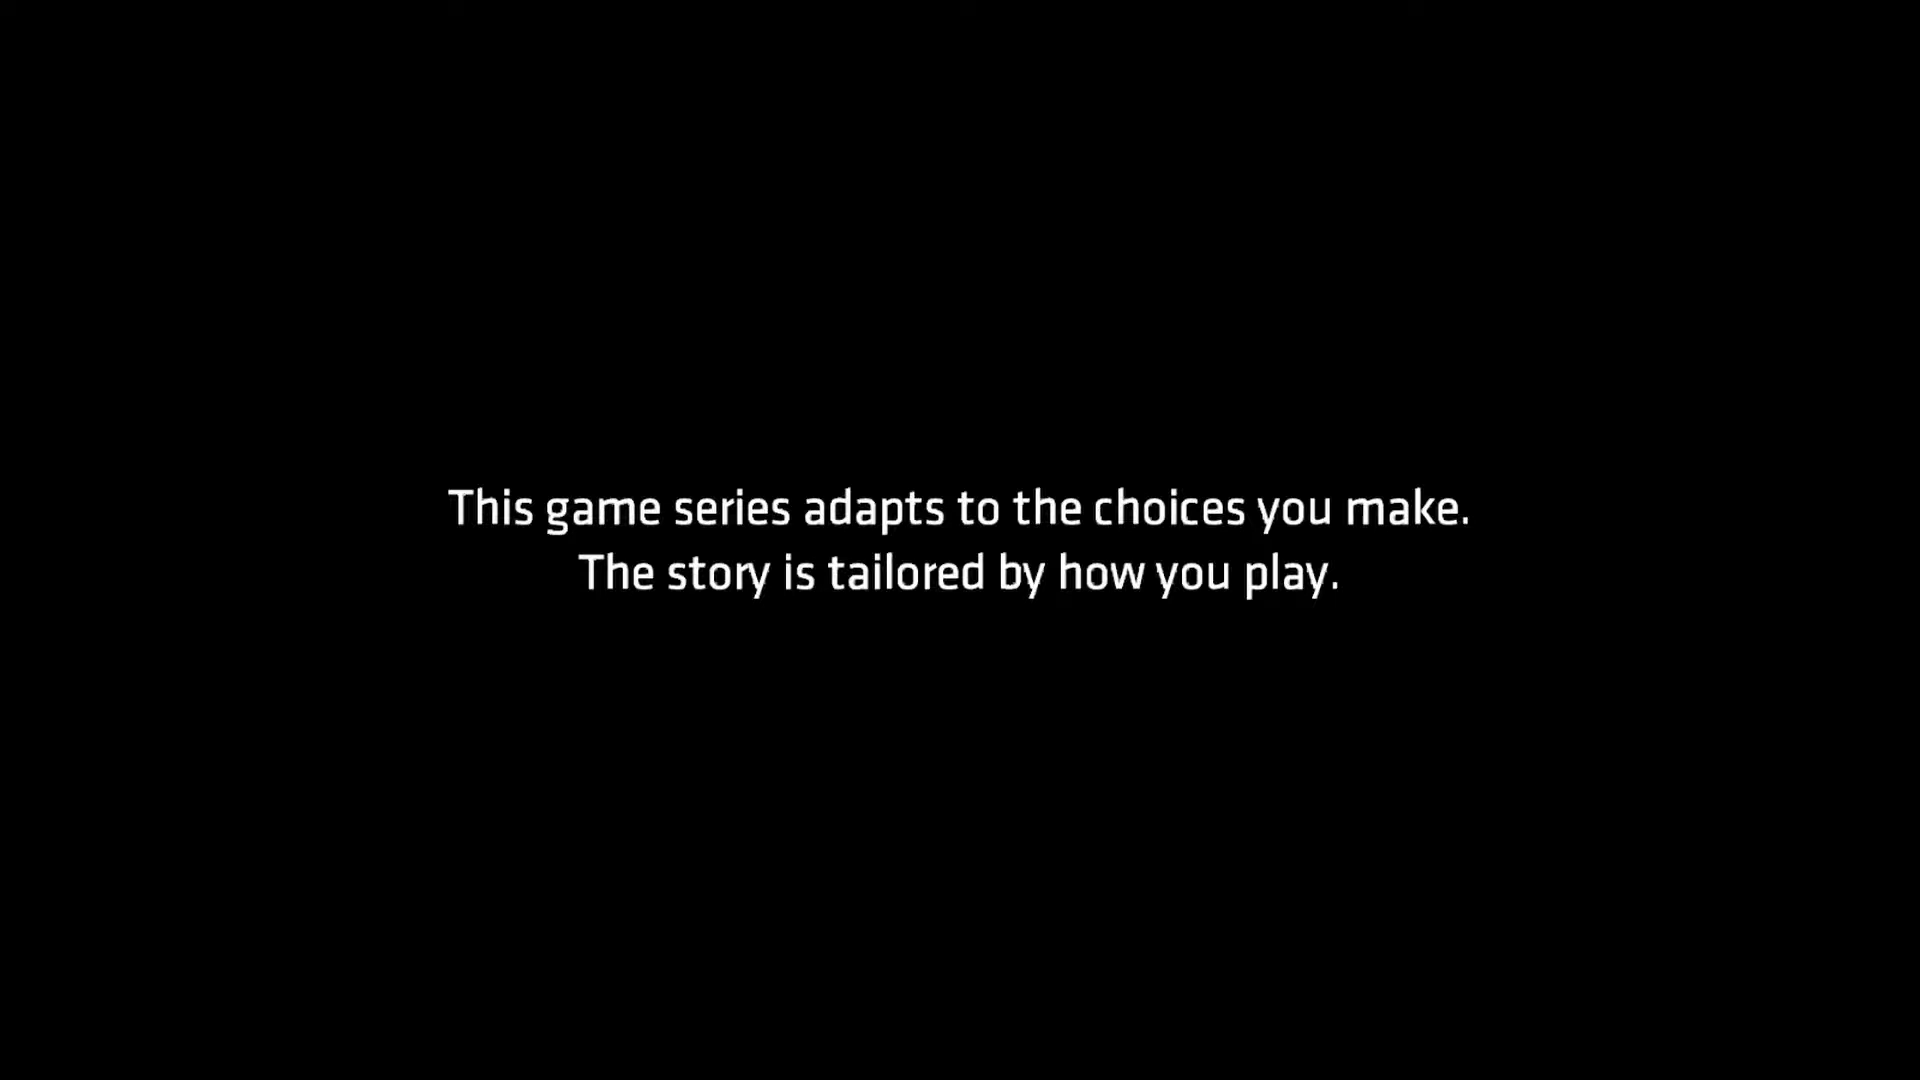 This game series adapts to the choices you make.
The story is tailored by how you play.